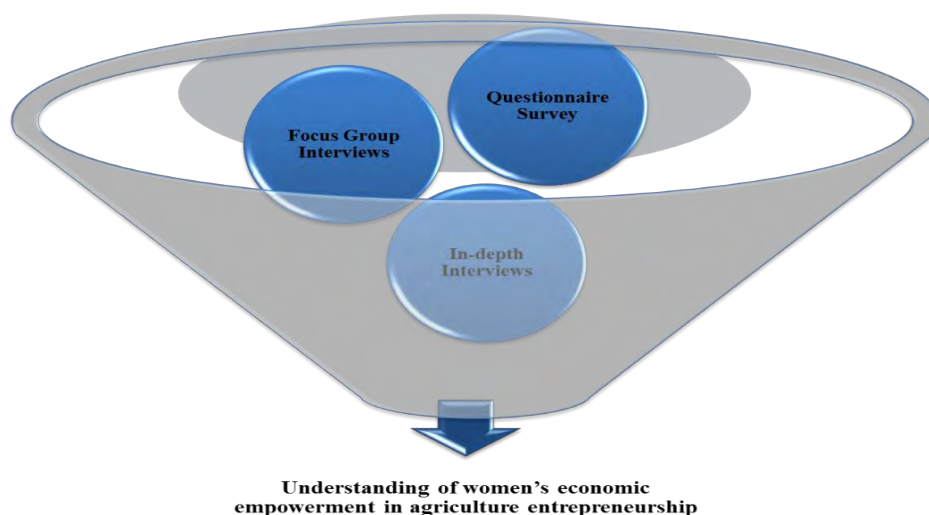 Questionnaire
Survey
Focus Group
Interviews
In-depth
Interviews
Understanding of women’s economic
empowerment in agriculture entrepreneurship